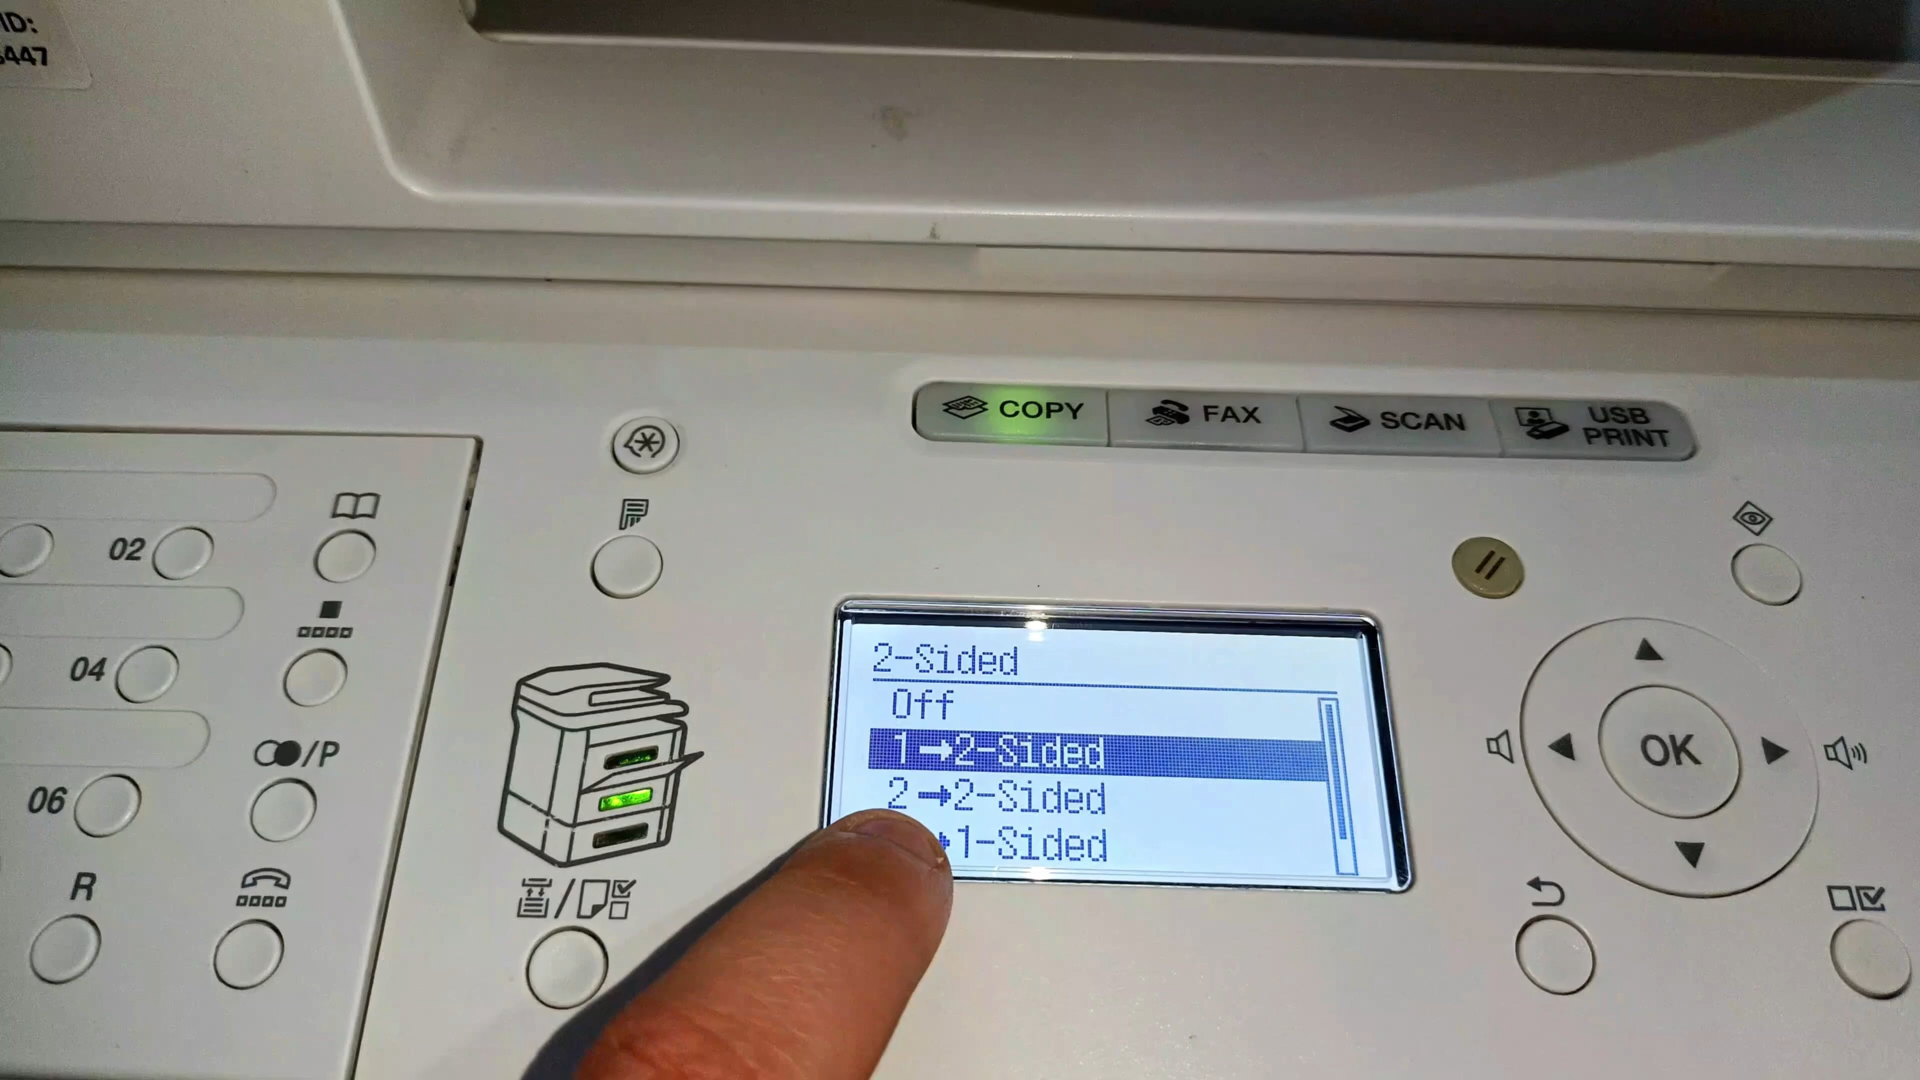 ID:
447
COPY
FAX
SCAN
USB
PRINT
02
04
/P
06
R
2-Sided
Off
1→2-Sided
2→2-Sided
→1-Sided
OK